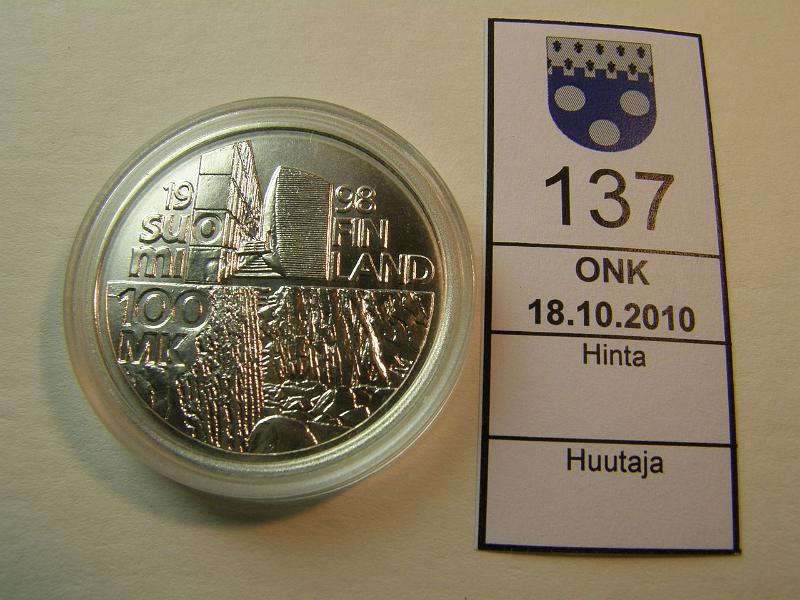 19 98
suo FIN
mi LAND
100
MK
137
ONK
18.10.2010
Hinta
Huutaja